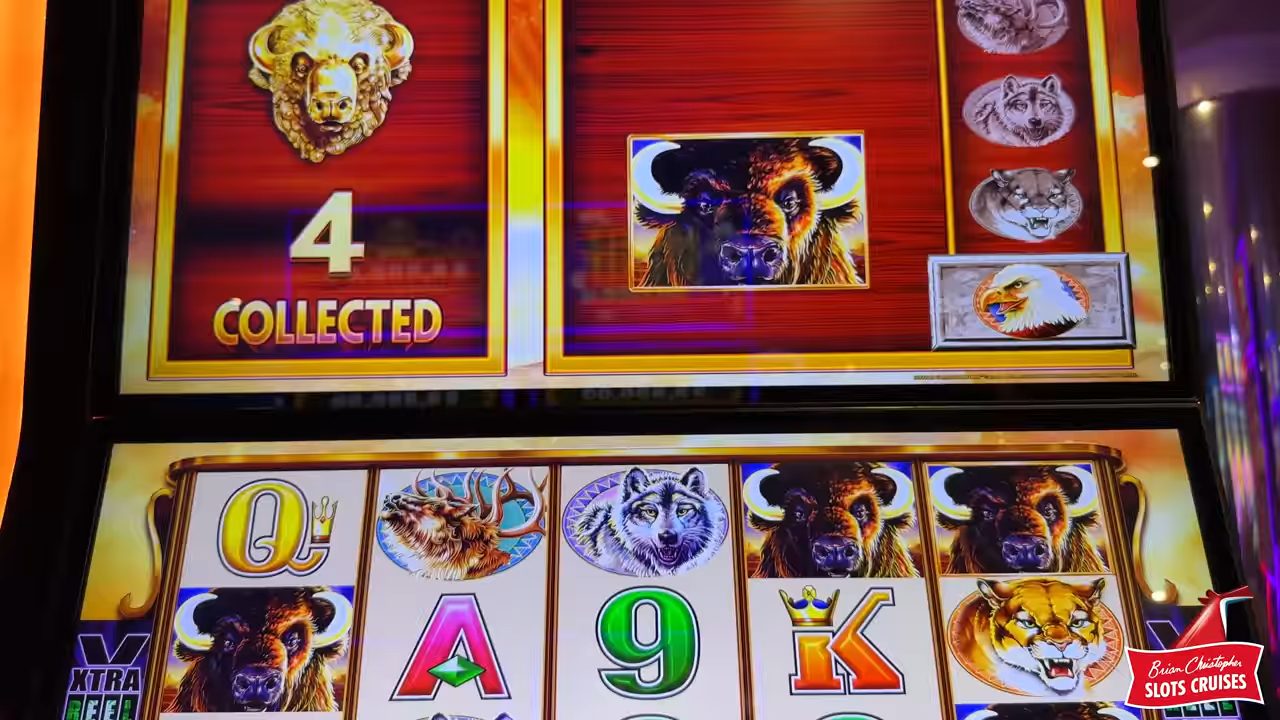 4
COLLECTED
Q
A
9
K
XTRA
REEL
Brian Christopher
SLOTS CRUISES